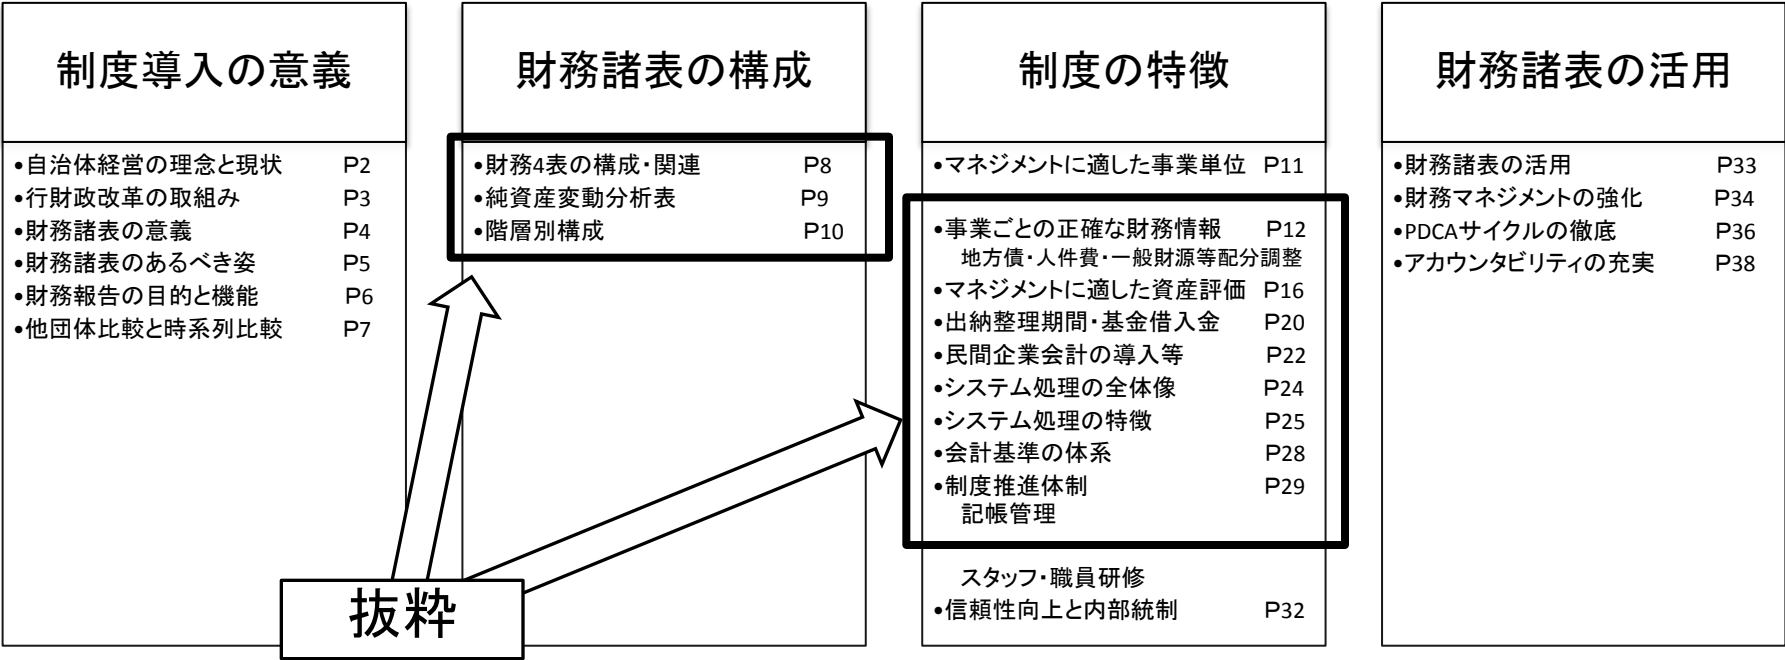 制度導入の意義
•自治体経営の理念と現状 P2
•行財政改革の取組み P3
•財務諸表の意義 P4
•財務諸表のあるべき姿 P5
•財務報告の目的と機能 P6
•他団体比較と時系列比較 P7
財務諸表の構成
•財務4表の構成・関連 P8
•純資産変動分析表 P9
•階層別構成 P10
制度の特徴
•マネジメントに適した事業単位 P11
•事業ごとの正確な財務情報 P12
地方債・人件費・一般財源等配分調整
•マネジメントに適した資産評価 P16
•出納整理期間・基金借入金 P20
•民間企業会計の導入等 P22
•システム処理の全体像 P24
•システム処理の特徴 P25
•会計基準の体系 P28
•制度推進体制 P29
記帳管理
スタッフ・職員研修
•信頼性向上と内部統制 P32
財務諸表の活用
•財務諸表の活用 P33
•財務マネジメントの強化 P34
•PDCAサイクルの徹底 P36
•アカウンタビリティの充実 P38
抜粋